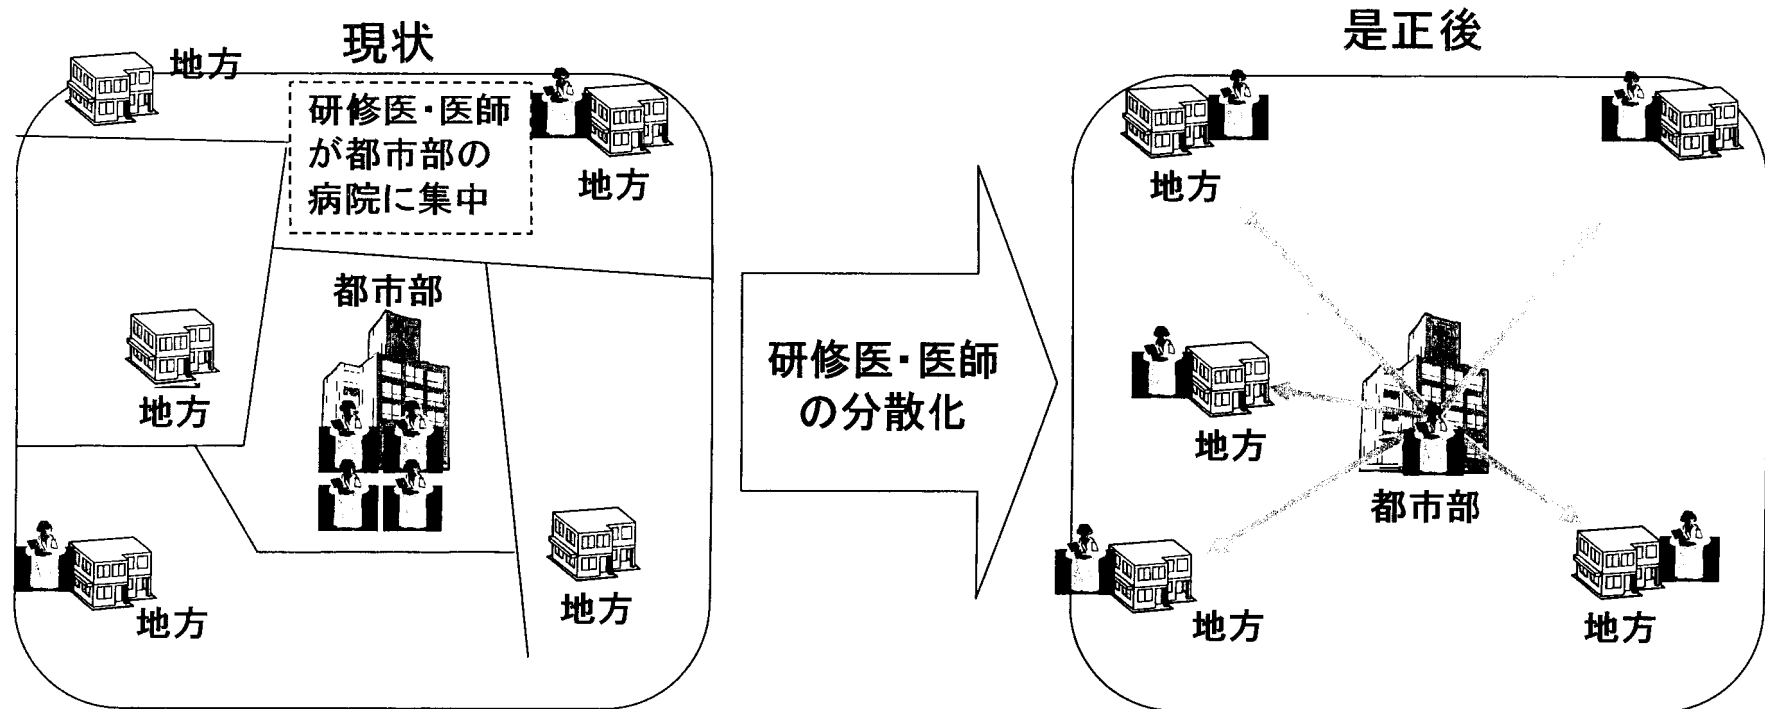 現状
地方
研修医・医師
が都市部の
病院に集中
地方
都市部
地方
地方
地方
研修医・医師
の分散化
是正後
地方
地方
都市部
地方
地方